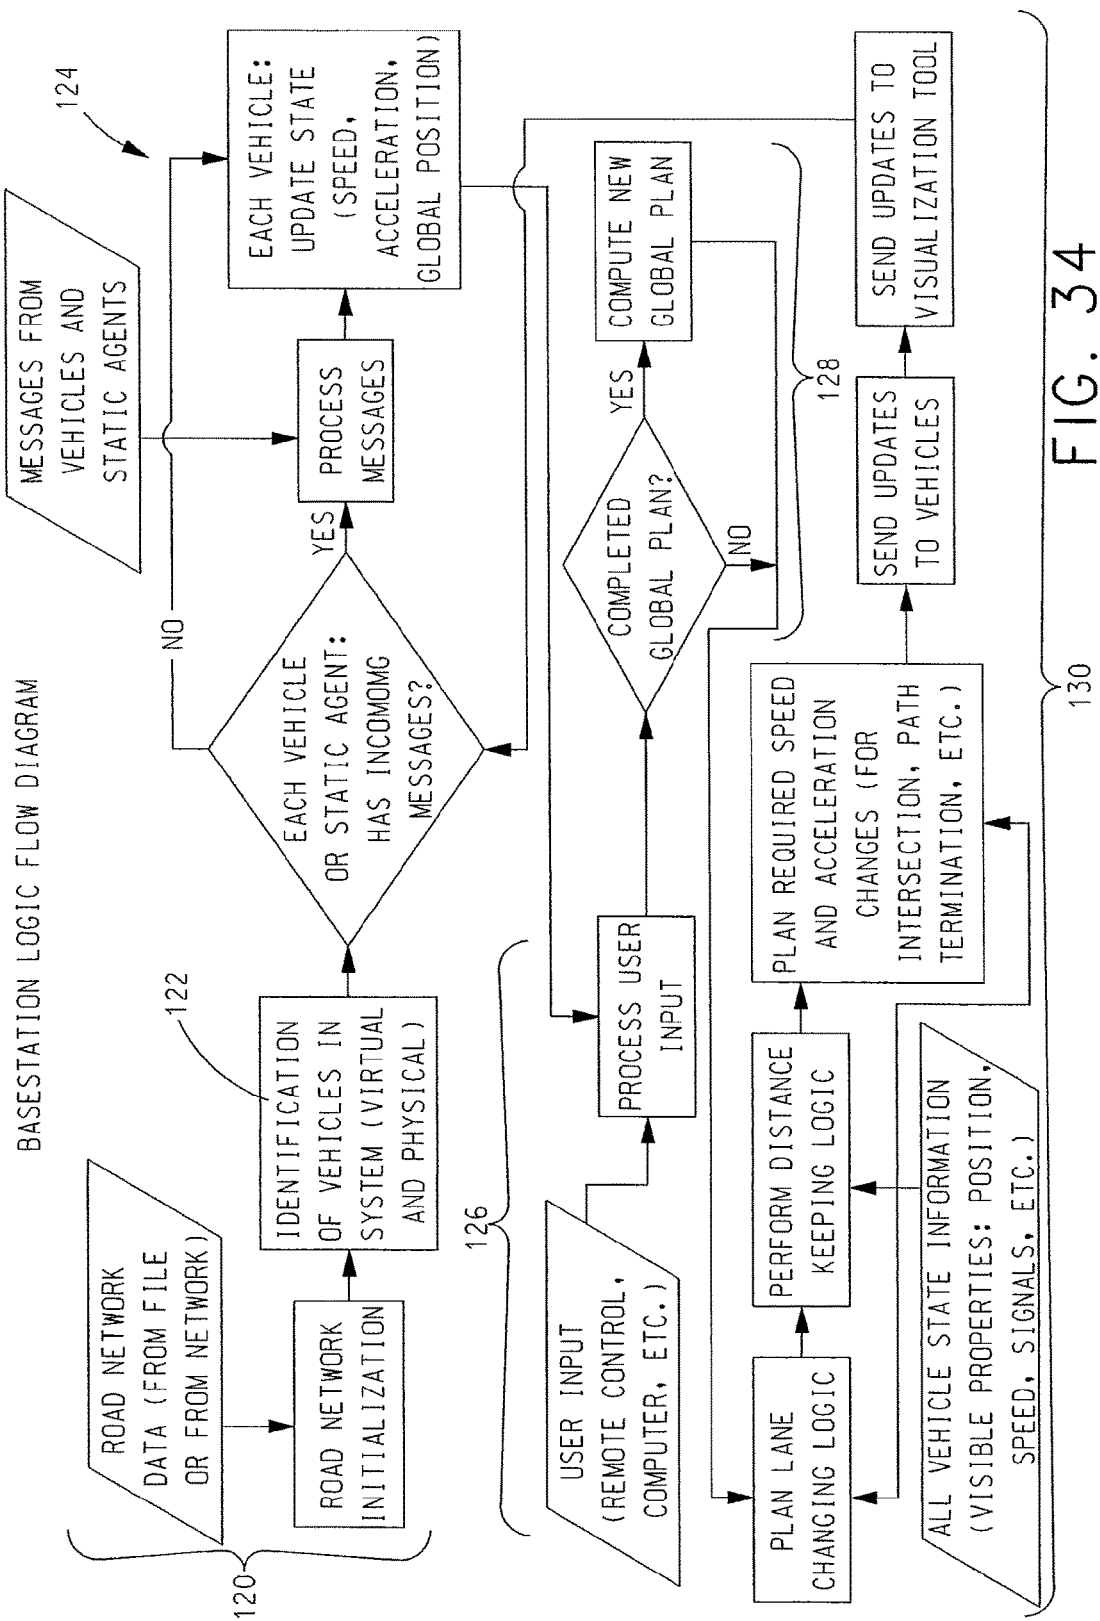 BASESTATION LOGIC FLOW DIAGRAM
ROAD NETWORK
DATA (FROM FILE
OR FROM NETWORK)
120
ROAD NETWORK
INITIALIZATION
122
IDENTIFICATION
OF VEHICLES IN
SYSTEM (VIRTUAL
AND PHYSICAL)
EACH VEHICLE
OR STATIC AGENT:
HAS INCOMOMG
MESSAGES?
NO
YES
MESSAGES FROM
VEHICLES AND
STATIC AGENTS
PROCESS
MESSAGES
124
EACH VEHICLE:
UPDATE STATE
(SPEED,
ACCELERATION,
GLOBAL POSITION)
126
USER INPUT
(REMOTE CONTROL,
COMPUTER, ETC.)
PROCESS USER
INPUT
COMPLETED
GLOBAL PLAN?
YES
NO
COMPUTE NEW
GLOBAL PLAN
128
PLAN LANE
CHANGING LOGIC
PERFORM DISTANCE
KEEPING LOGIC
PLAN REQUIRED SPEED
AND ACCELERATION
CHANGES (FOR
INTERSECTION, PATH
TERMINATION, ETC.)
SEND UPDATES
TO VEHICLES
SEND UPDATES TO
VISUALIZATION TOOL
ALL VEHICLE STATE INFORMATION
(VISIBLE PROPERTIES: POSITION,
SPEED, SIGNALS, ETC.)
130
FIG. 34